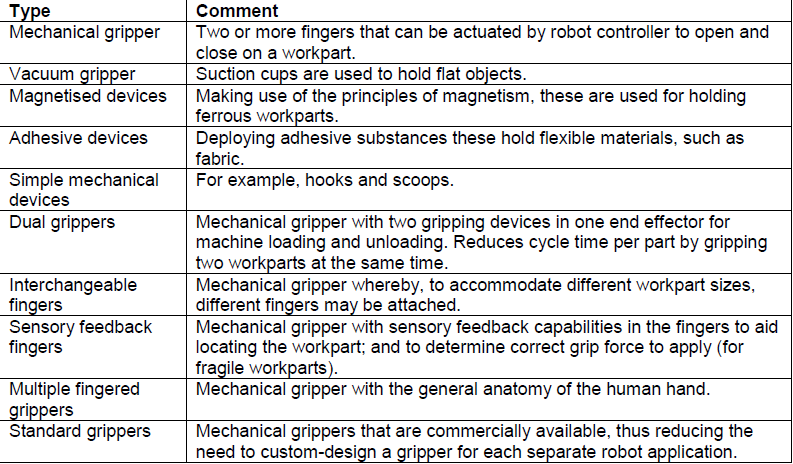 Type Comment
Mechanical gripper Two or more fingers that can be actuated by robot controller to open and
close on a workpart.
Vacuum gripper Suction cups are used to hold flat objects.
Magnetised devices Making use of the principles of magnetism, these are used for holding
ferrous workparts.
Adhesive devices Deploying adhesive substances these hold flexible materials, such as
fabric.
Simple mechanical For example, hooks and scoops.
devices
Dual grippers Mechanical gripper with two gripping devices in one end effector for
machine loading and unloading. Reduces cycle time per part by gripping
two workparts at the same time.
Interchangeable Mechanical gripper whereby, to accommodate different workpart sizes,
fingers different fingers may be attached.
Sensory feedback Mechanical gripper with sensory feedback capabilities in the fingers to aid
fingers locating the workpart; and to determine correct grip force to apply (for
fragile workparts).
Multiple fingered Mechanical gripper with the general anatomy of the human hand.
grippers
Standard grippers Mechanical grippers that are commercially available, thus reducing the
need to custom-design a gripper for each separate robot application.